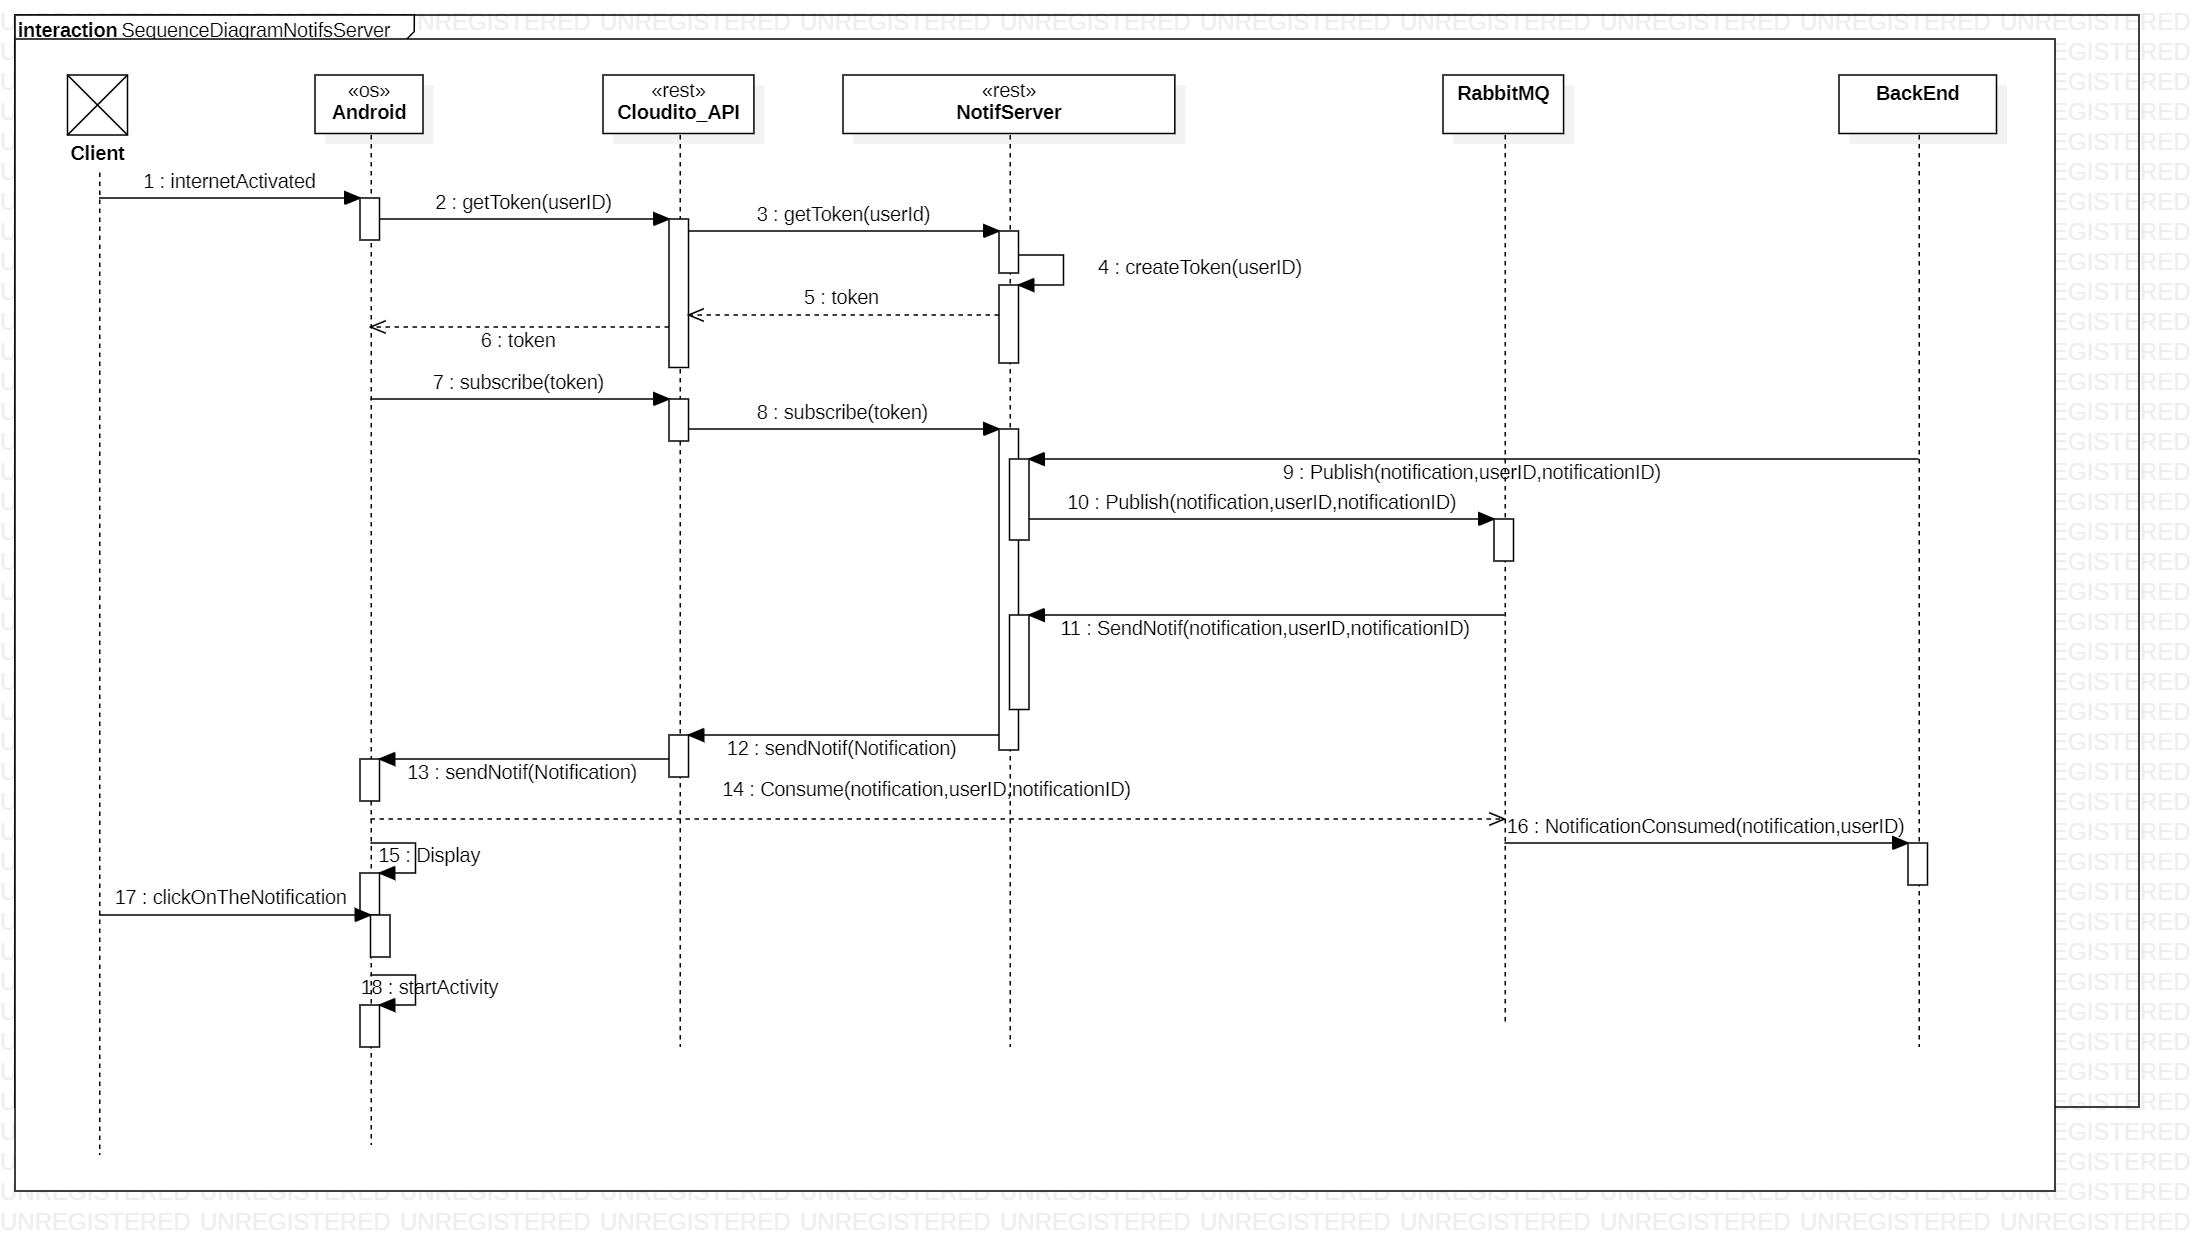 interaction SequenceDiagramNotifsServer
«os»
Android
«rest»
Cloudito_API
«rest»
NotifServer
RabbitMQ
BackEnd
Client
1 : internetActivated
2 : getToken(userID)
3 : getToken(userId)
4 : createToken(userID)
5 : token
6 : token
7 : subscribe(token)
8 : subscribe(token)
9 : Publish(notification,userID,notificationID)
10 : Publish(notification,userID,notificationID)
11 : SendNotif(notification,userID,notificationID)
12 : sendNotif(Notification)
13 : sendNotif(Notification)
14 : Consume(notification,userID,notificationID)
16 : NotificationConsumed(notification,userID)
15 : Display
17 : clickOnTheNotification
18 : startActivity
UNREGISTERED UNREGISTERED UNREGISTERED UNREGISTERED UNREGISTERED UNREGISTERED UNREGISTERED UNREGISTERED UNREGISTERED UNREGISTERED UNREGISTERED